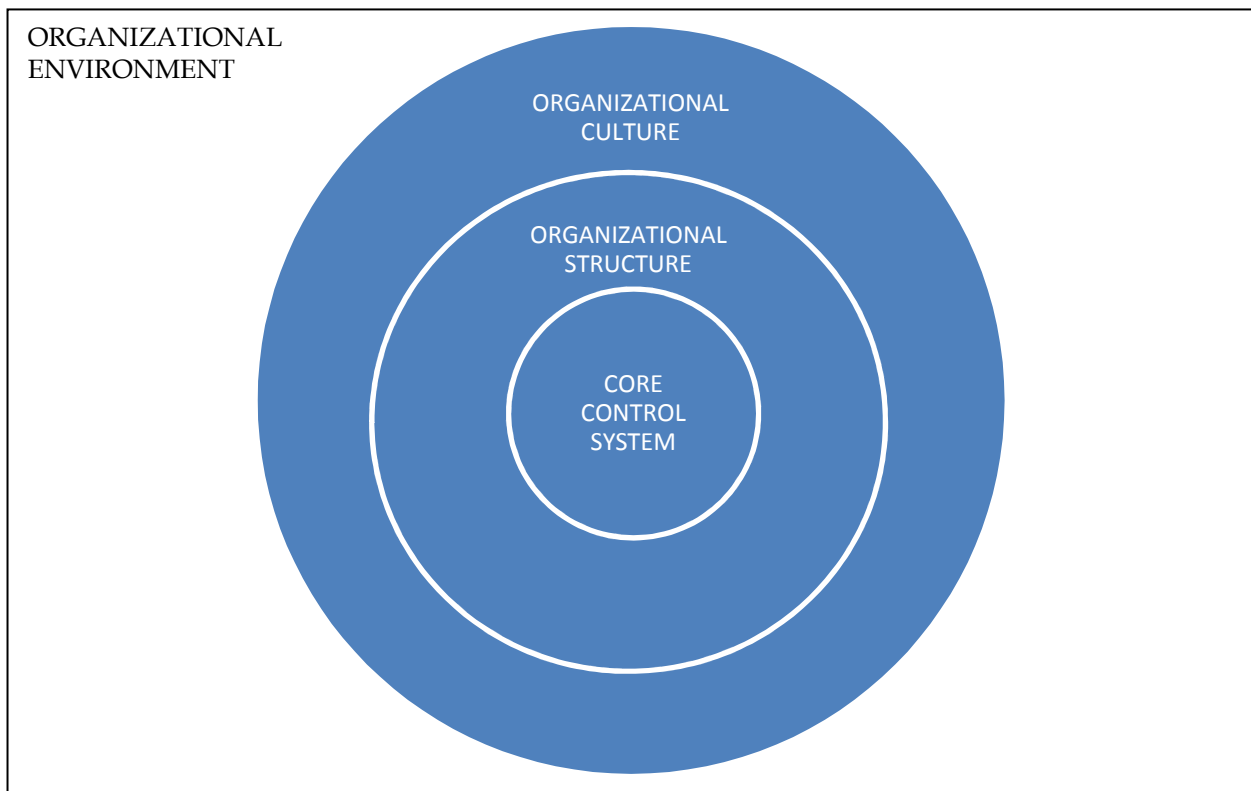 ORGANIZATIONAL
ENVIRONMENT
ORGANIZATIONAL
CULTURE
ORGANIZATIONAL
STRUCTURE
CORE
CONTROL
SYSTEM